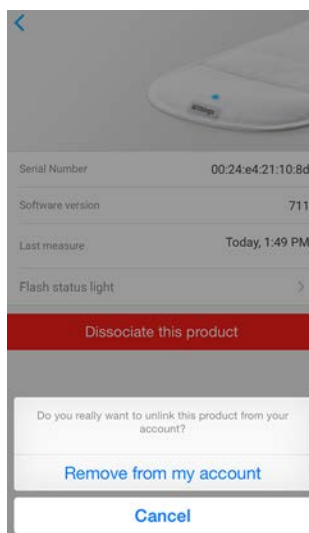 Serial Number 00:24:e4:21:10:8d
Software version 711
Last measure Today, 1:49 PM
Flash status light
Dissociate this product
Do you really want to unlink this product from your
account?
Remove from my account
Cancel